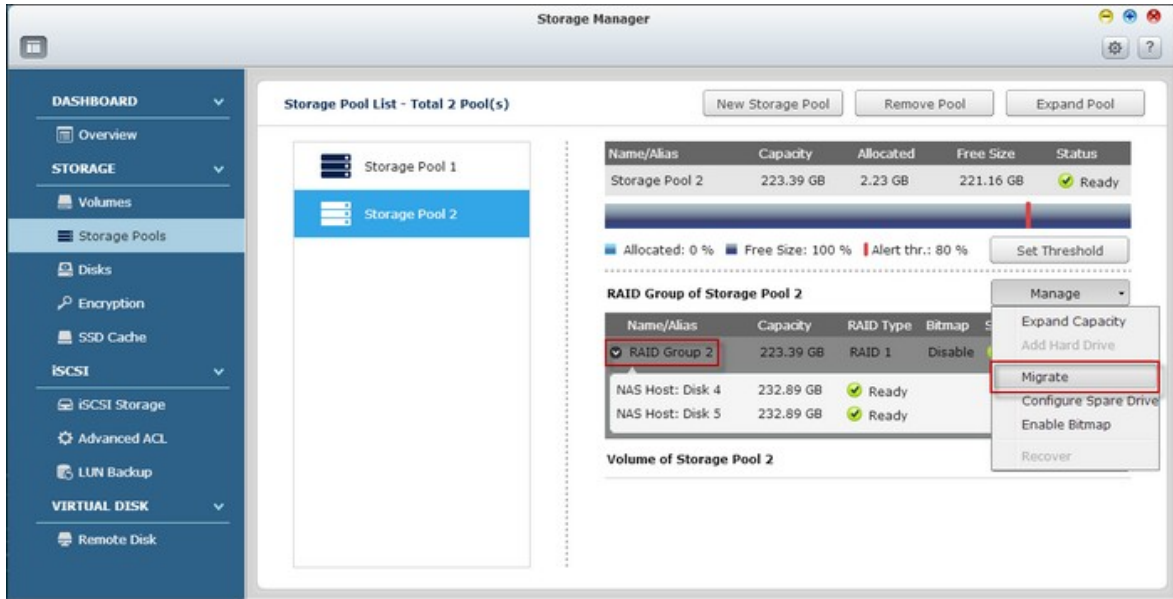 Storage Manager
?
DASHBOARD
Overview
STORAGE
Volumes
Storage Pools
Disks
Encryption
SSD Cache
iSCSI
iSCSI Storage
Advanced ACL
LUN Backup
VIRTUAL DISK
Remote Disk
Storage Pool List - Total 2 Pool(s)
New Storage Pool Remove Pool Expand Pool
Storage Pool 1
Storage Pool 2
Name/Alias Capacity Allocated Free Size Status
Storage Pool 2 223.39 GB 2.23 GB 221.16 GB Ready
Allocated: 0 % Free Size: 100 % Alert thr.: 80 % Set Threshold
RAID Group of Storage Pool 2 Manage
Name/Alias Capacity RAID Type Bitmap S
RAID Group 2 223.39 GB RAID 1 Disable
NAS Host: Disk 4 232.89 GB Ready
NAS Host: Disk 5 232.89 GB Ready
Expand Capacity
Add Hard Drive
Migrate
Configure Spare Drive
Enable Bitmap
Recover
Volume of Storage Pool 2